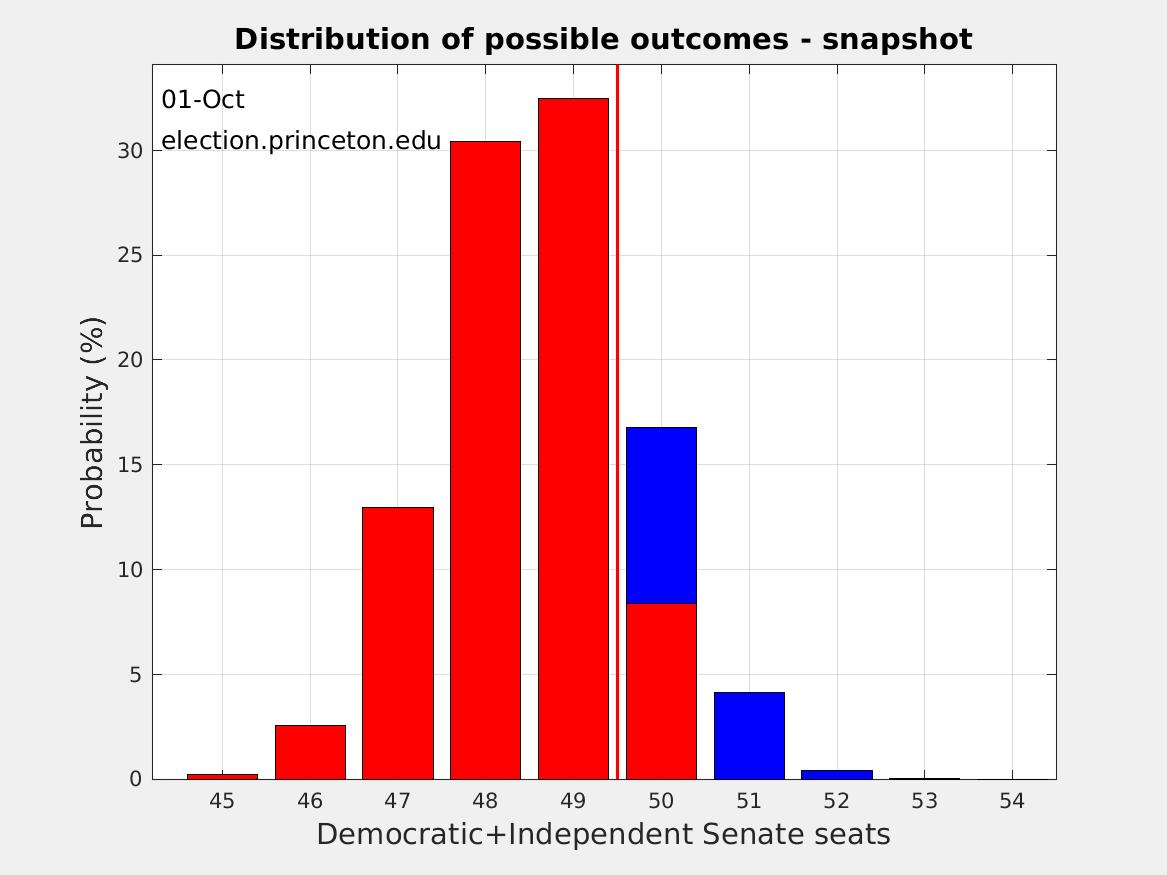 Distribution of possible outcomes - snapshot
01-Oct
election.princeton.edu
30
25
20
15
10
5
0
Probability (%)
45 46 47 48 49 50 51 52 53 54
Democratic+Independent Senate seats